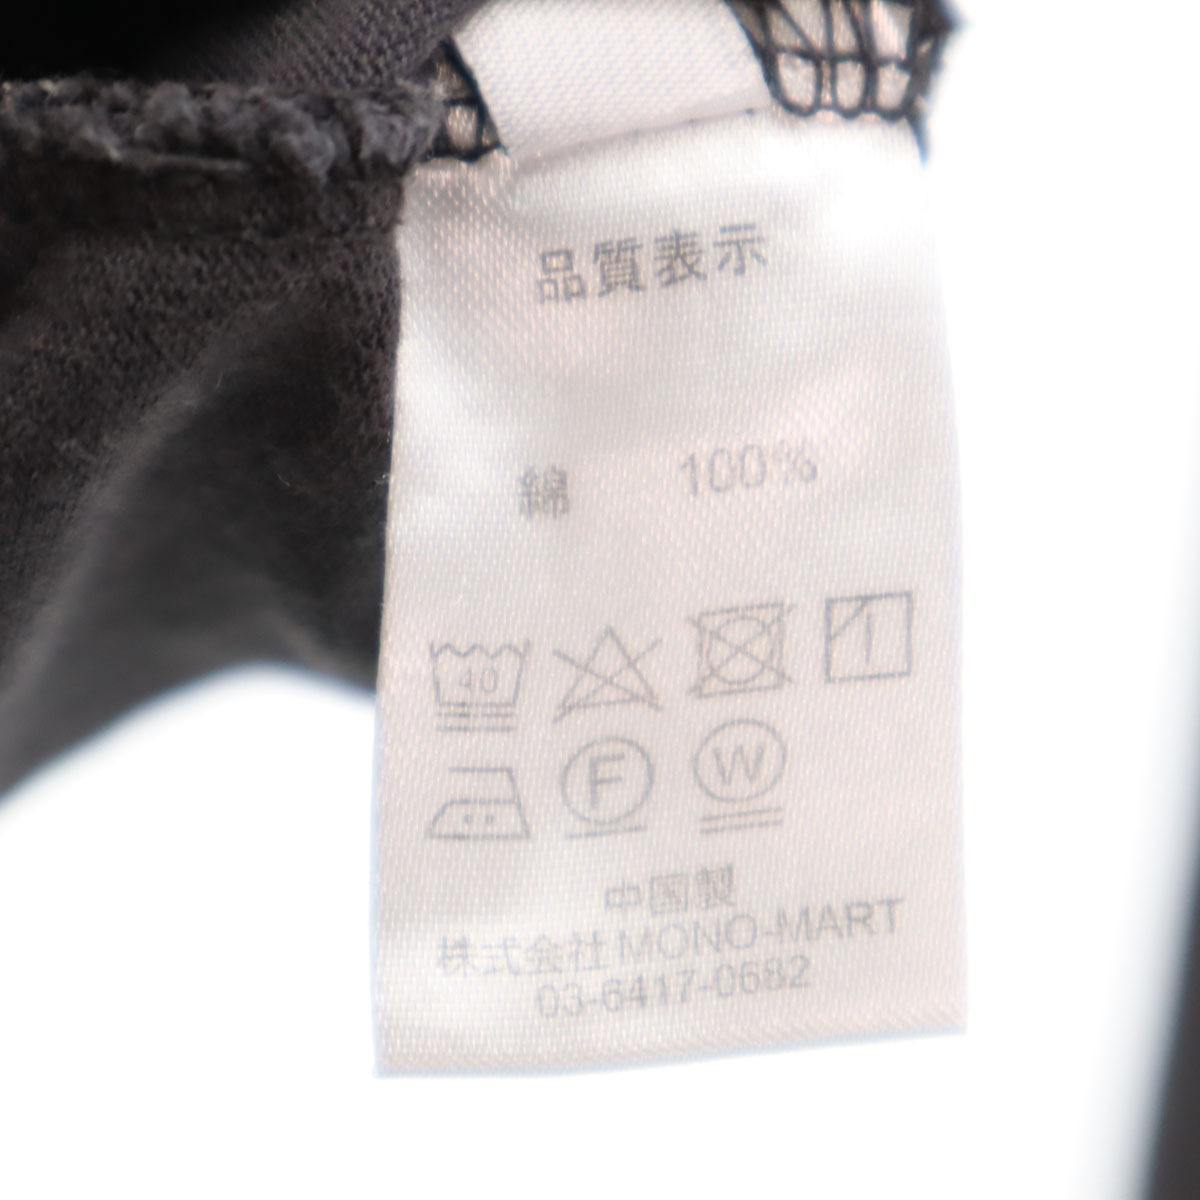 品質表示
綿 100%
40
F W
中国製
株式会社MONO-MART
03-6417-0682